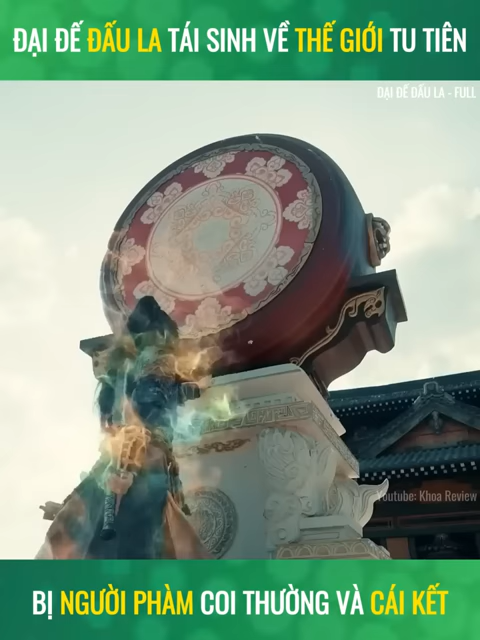 ĐẠI ĐẾ ĐẤU LA TÁI SINH VỀ THẾ GIỚI TU TIÊN
ĐẠI ĐẾ ĐẤU LA - FULL
Youtube: Khoa Review
BỊ NGƯỜI PHÀM COI THƯỜNG VÀ CÁI KẾT